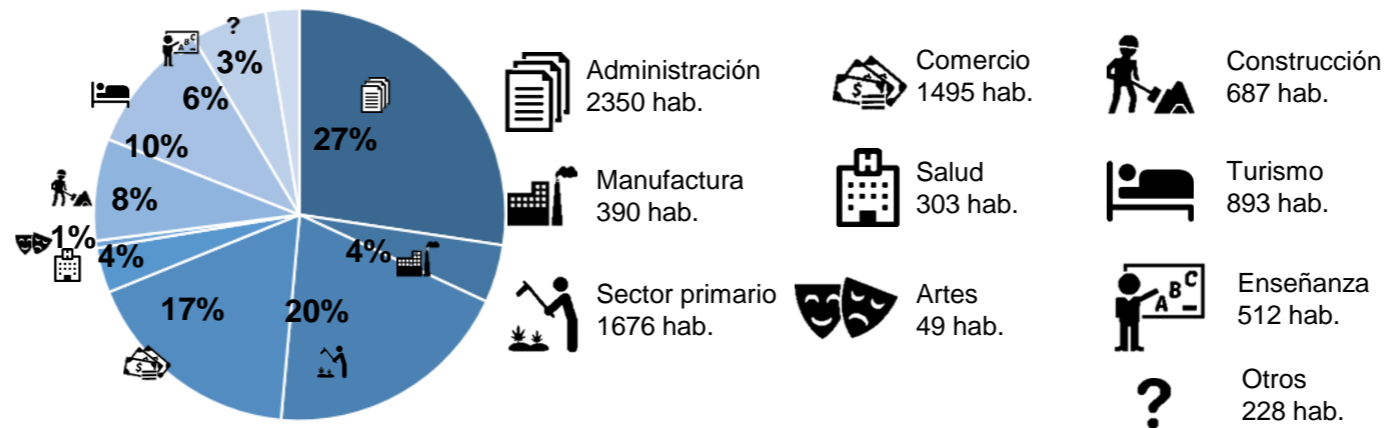 ?
3%
6%
27%
10%
8%
1%
4%
4%
17%
20%
Administración
2350 hab.
Comercio
1495 hab.
Construcción
687 hab.
Manufactura
390 hab.
Salud
303 hab.
Turismo
893 hab.
Sector primario
1676 hab.
Artes
49 hab.
Enseñanza
512 hab.
?
Otros
228 hab.
A B C
A B C
H
H
$
$